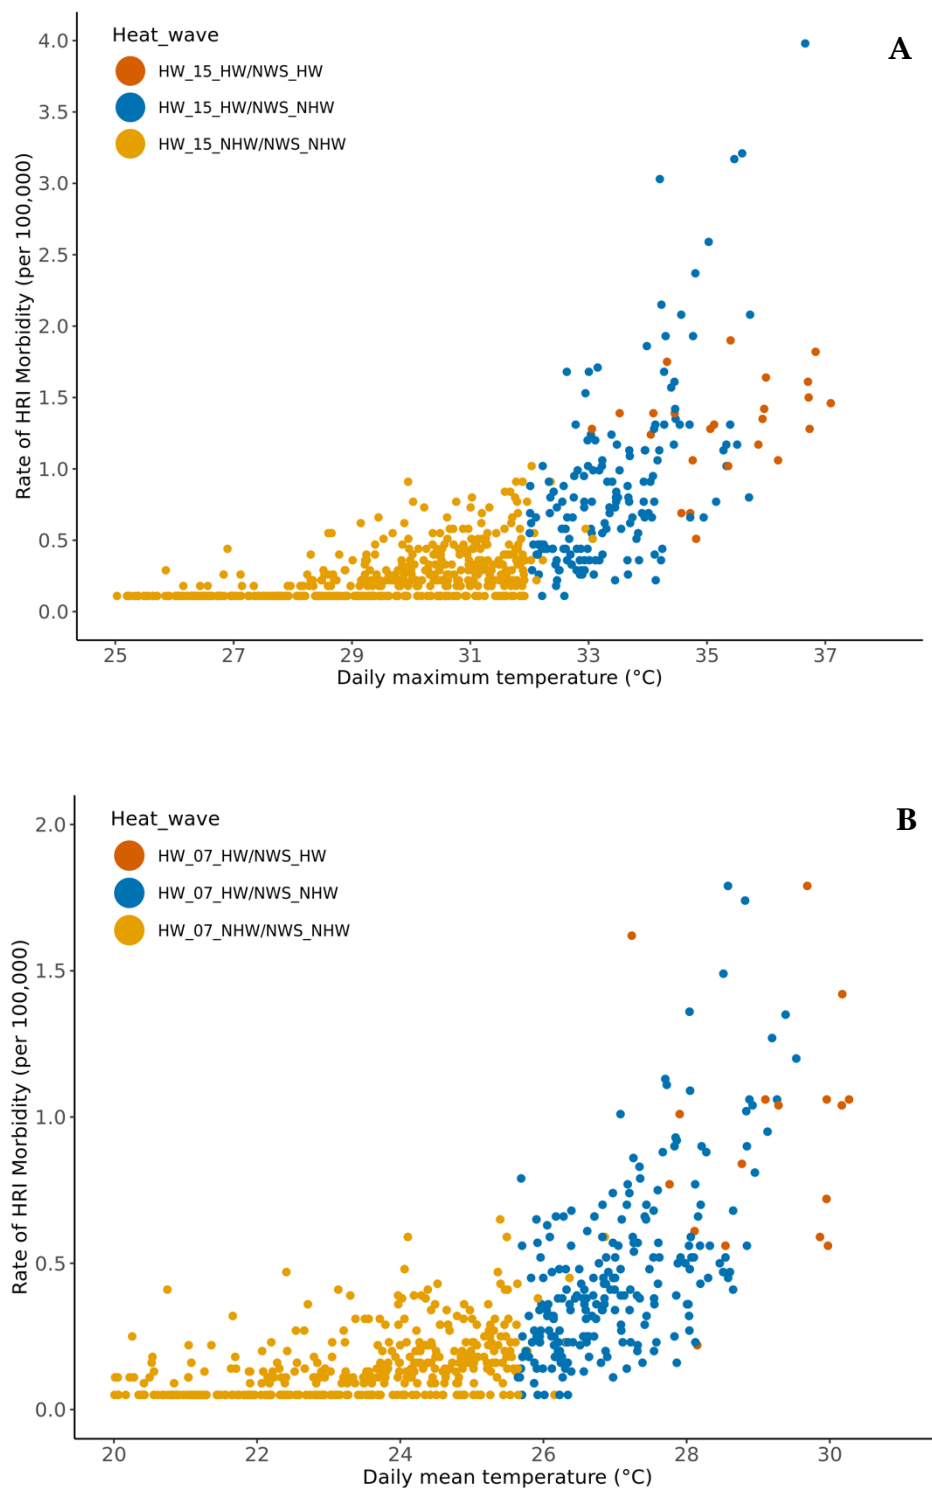 Heat_wave
A
HW_15_HW/NWS_HW
HW_15_HW/NWS_NHW
HW_15_NHW/NWS_NHW
Rate of HRI Morbidity (per 100,000)
4.0
3.5
3.0
2.5
2.0
1.5
1.0
0.5
0.0
25 27 29 31 33 35 37
Daily maximum temperature (°C)
Heat_wave
B
HW_07_HW/NWS_HW
HW_07_HW/NWS_NHW
HW_07_NHW/NWS_NHW
Rate of HRI Morbidity (per 100,000)
2.0
1.5
1.0
0.5
0.0
20 22 24 26 28 30
Daily mean temperature (°C)